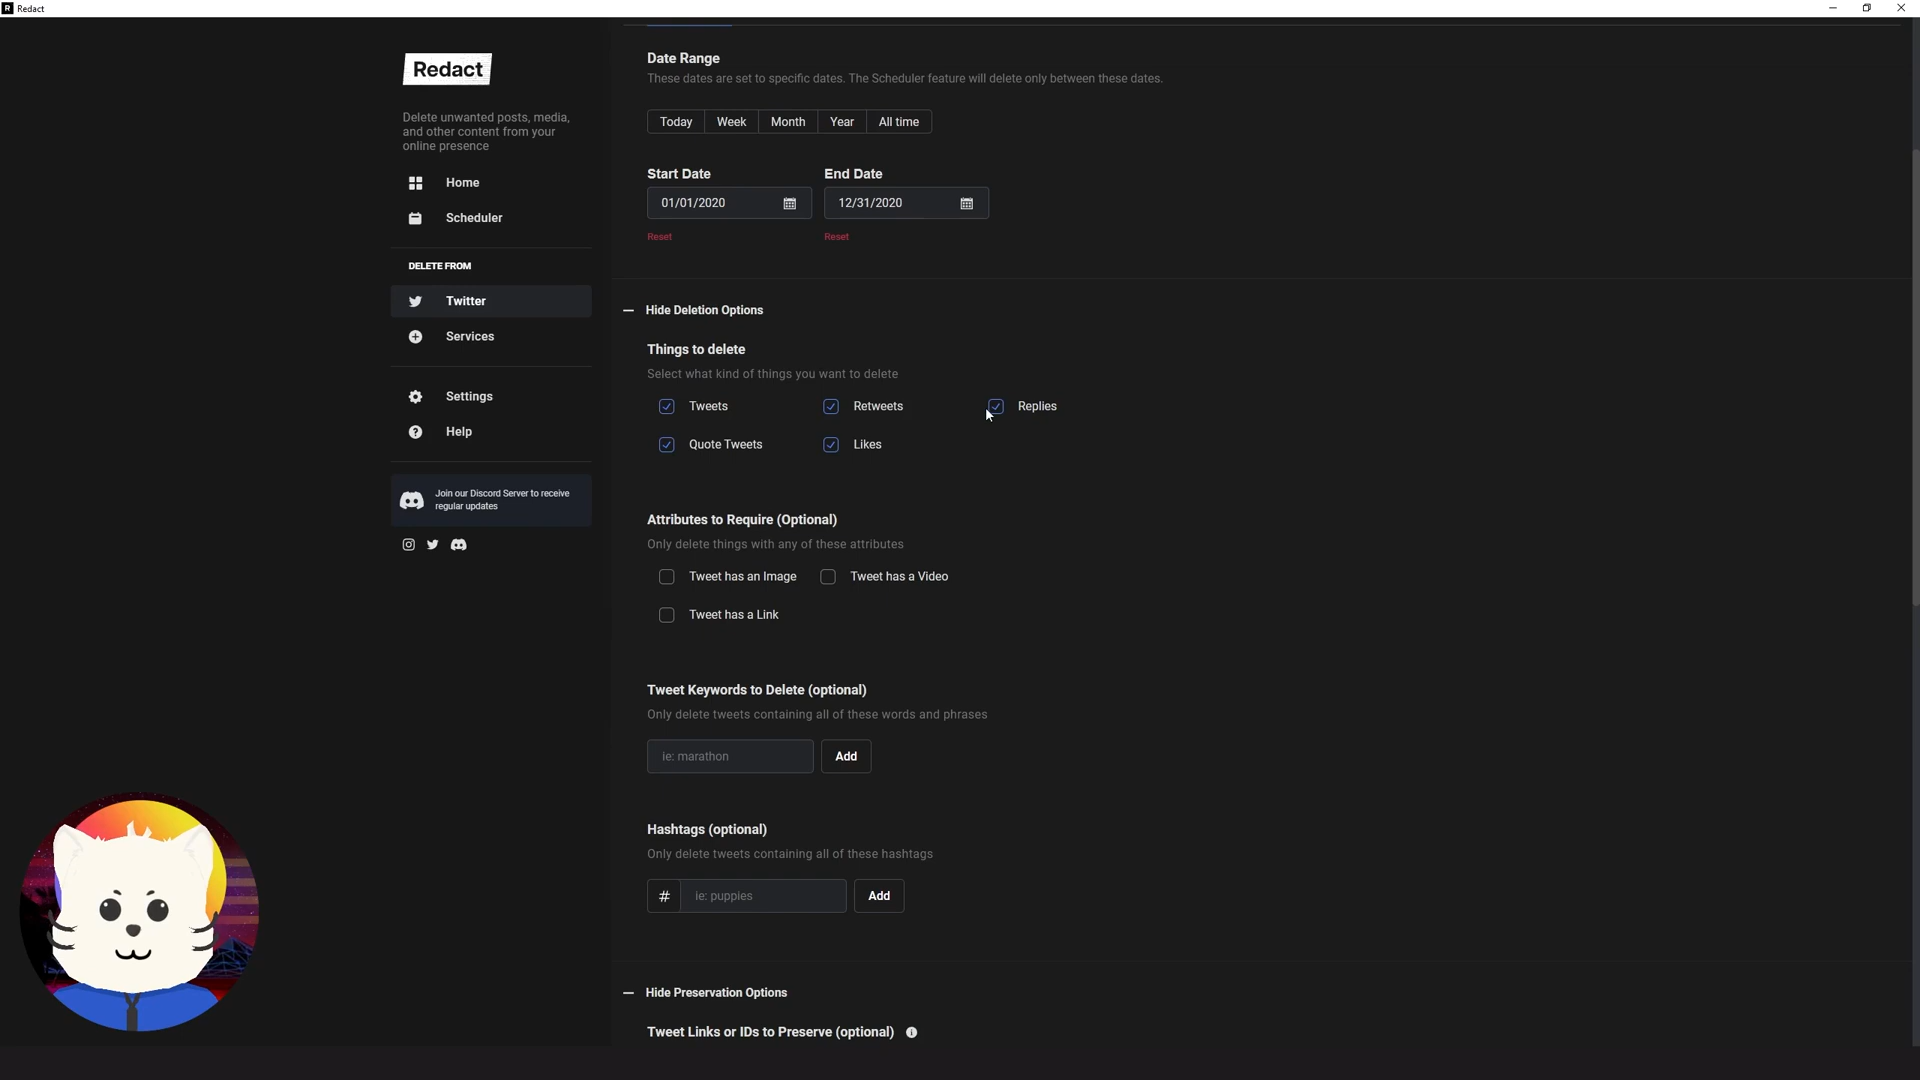 R Redact
Redact
Delete unwanted posts, media,
and other content from your
online presence
Home
Scheduler
DELETE FROM
Twitter
Services
Settings
Help
Join our Discord Server to receive
regular updates
Date Range
These dates are set to specific dates. The Scheduler feature will delete only between these dates.
Today Week Month Year All time
Start Date End Date
01/01/2020 12/31/2020
Reset Reset
Hide Deletion Options
Things to delete
Select what kind of things you want to delete
Tweets Retweets Replies
Quote Tweets Likes
Attributes to Require (Optional)
Only delete things with any of these attributes
Tweet has an Image Tweet has a Video
Tweet has a Link
Tweet Keywords to Delete (optional)
Only delete tweets containing all of these words and phrases
ie: marathon Add
Hashtags (optional)
Only delete tweets containing all of these hashtags
# ie: puppies Add
Hide Preservation Options
Tweet Links or IDs to Preserve (optional)